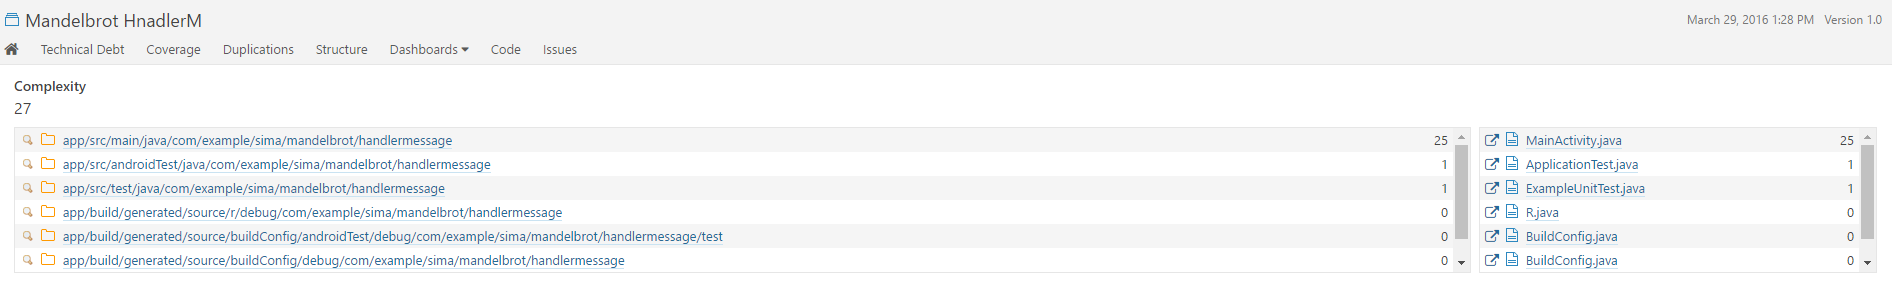 Mandelbrot HnadlerM
March 29, 2016 1:28 PM Version 1.0
Technical Debt Coverage Duplications Structure Dashboards Code Issues
Complexity
27
app/src/main/java/com/example/sima/mandelbrot/handlermessage 25
app/src/androidTest/java/com/example/sima/mandelbrot/handlermessage 1
app/src/test/java/com/example/sima/mandelbrot/handlermessage 1
app/build/generated/source/r/debug/com/example/sima/mandelbrot/handlermessage 0
app/build/generated/source/buildConfig/androidTest/debug/com/example/sima/mandelbrot/handlermessage/test 0
app/build/generated/source/buildConfig/debug/com/example/sima/mandelbrot/handlermessage 0
MainActivity.java 25
ApplicationTest.java 1
ExampleUnitTest.java 1
R.java 0
BuildConfig.java 0
BuildConfig.java 0